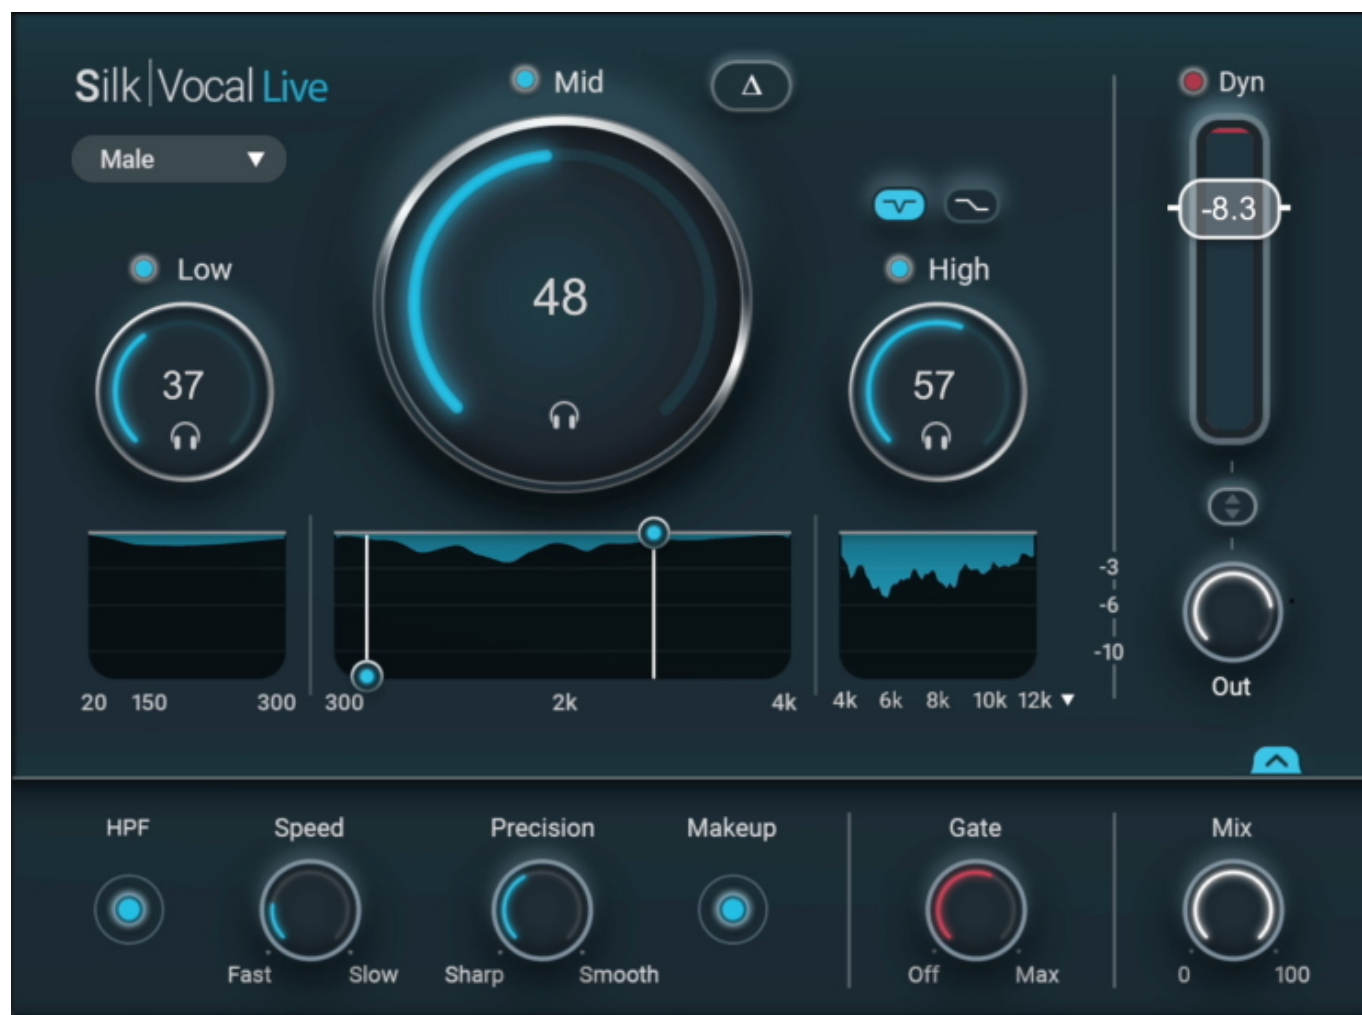 Silk|Vocal Live
Mid
Δ
Dyn
Male
-8.3
Low
High
48
37
57
-3
-6
-10
20 150 300
300 2k 4k
4k 6k 8k 10k 12k
Out
HPF
Speed
Precision
Makeup
Gate
Mix
Fast Slow
Sharp Smooth
Off Max
0 100